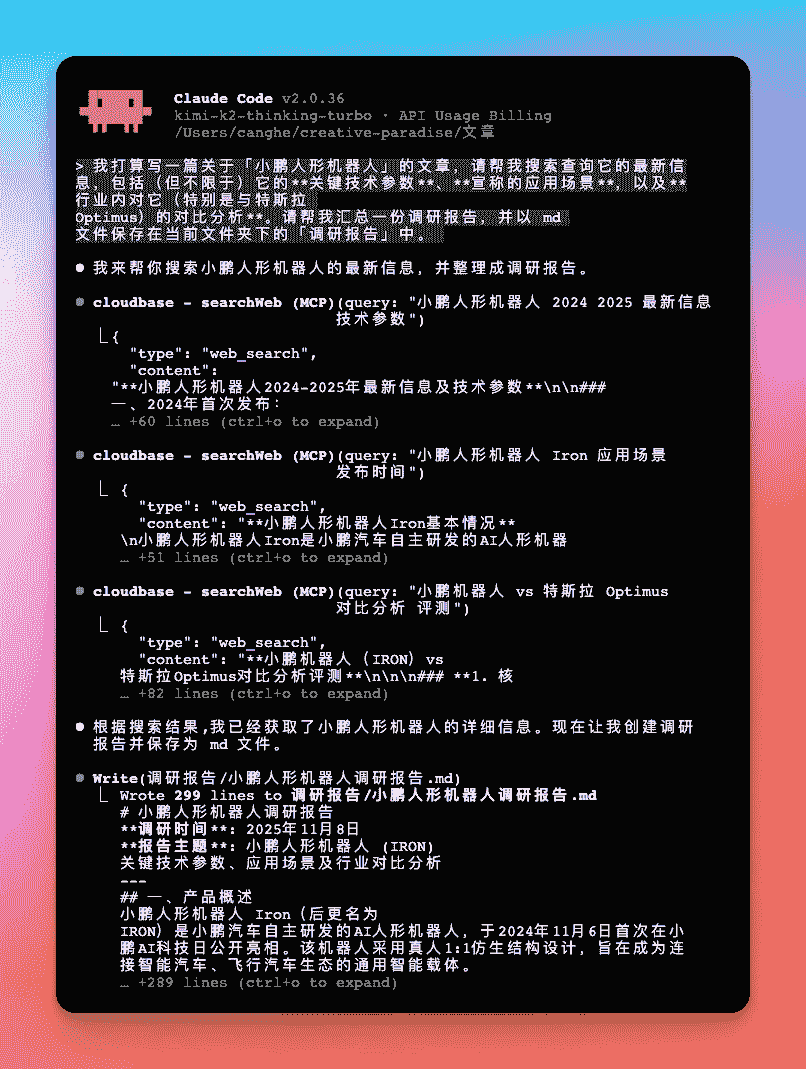 Claude Code v2.0.36
kimi-k2-thinking-turbo · API Usage Billing
/Users/canghe/creative-paradise/文章
> 我打算写一篇关于「小鹏人形机器人」的文章，请帮我搜索查询它的最新信
息，包括（但不限于）它的**关键技术参数**、**宣称的应用场景**，以及**
行业内对它（特别是与特斯拉
Optimus）的对比分析**。请帮我汇总一份调研报告，并以 md
文件保存在当前文件夹下的「调研报告」中。
● 我来帮你搜索小鹏人形机器人的最新信息，并整理成调研报告。
● cloudbase - searchWeb (MCP)(query: "小鹏人形机器人 2024 2025 最新信息
技术参数")
⎿ {
"type": "web_search",
"content":
"**小鹏人形机器人2024-2025年最新信息及技术参数**\n\n###
一、2024年首次发布：
… +60 lines (ctrl+o to expand)
● cloudbase - searchWeb (MCP)(query: "小鹏人形机器人 Iron 应用场景
发布时间")
⎿ {
"type": "web_search",
"content": "**小鹏人形机器人Iron基本情况**
\n小鹏人形机器人Iron是小鹏汽车自主研发的AI人形机器
… +51 lines (ctrl+o to expand)
● cloudbase - searchWeb (MCP)(query: "小鹏机器人 vs 特斯拉 Optimus
对比分析 评测")
⎿ {
"type": "web_search",
"content": "**小鹏机器人（IRON）vs
特斯拉Optimus对比分析评测**\n\n\n### **1. 核
… +82 lines (ctrl+o to expand)
● 根据搜索结果,我已经获取了小鹏人形机器人的详细信息。现在让我创建调研
报告并保存为 md 文件。
● Write(调研报告/小鹏人形机器人调研报告.md)
⎿ Wrote 299 lines to 调研报告/小鹏人形机器人调研报告.md
# 小鹏人形机器人调研报告
**调研时间**: 2025年11月8日
**报告主题**: 小鹏人形机器人 (IRON)
关键技术参数、应用场景及行业对比分析
---
## 一、产品概述
小鹏人形机器人 Iron（后更名为
IRON）是小鹏汽车自主研发的AI人形机器人，于2024年11月6日首次在小
鹏AI科技日公开亮相。该机器人采用真人1:1仿生结构设计，旨在成为连
接智能汽车、飞行汽车生态的通用智能载体。
… +289 lines (ctrl+o to expand)